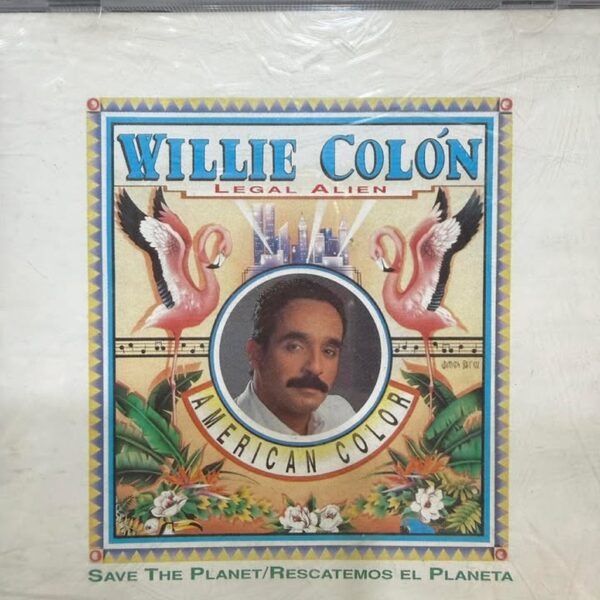 WILLIE COLÓN
LEGAL ALIEN
AMERICAN COLOR
SAVE THE PLANET/RESCATEMOS EL PLANETA